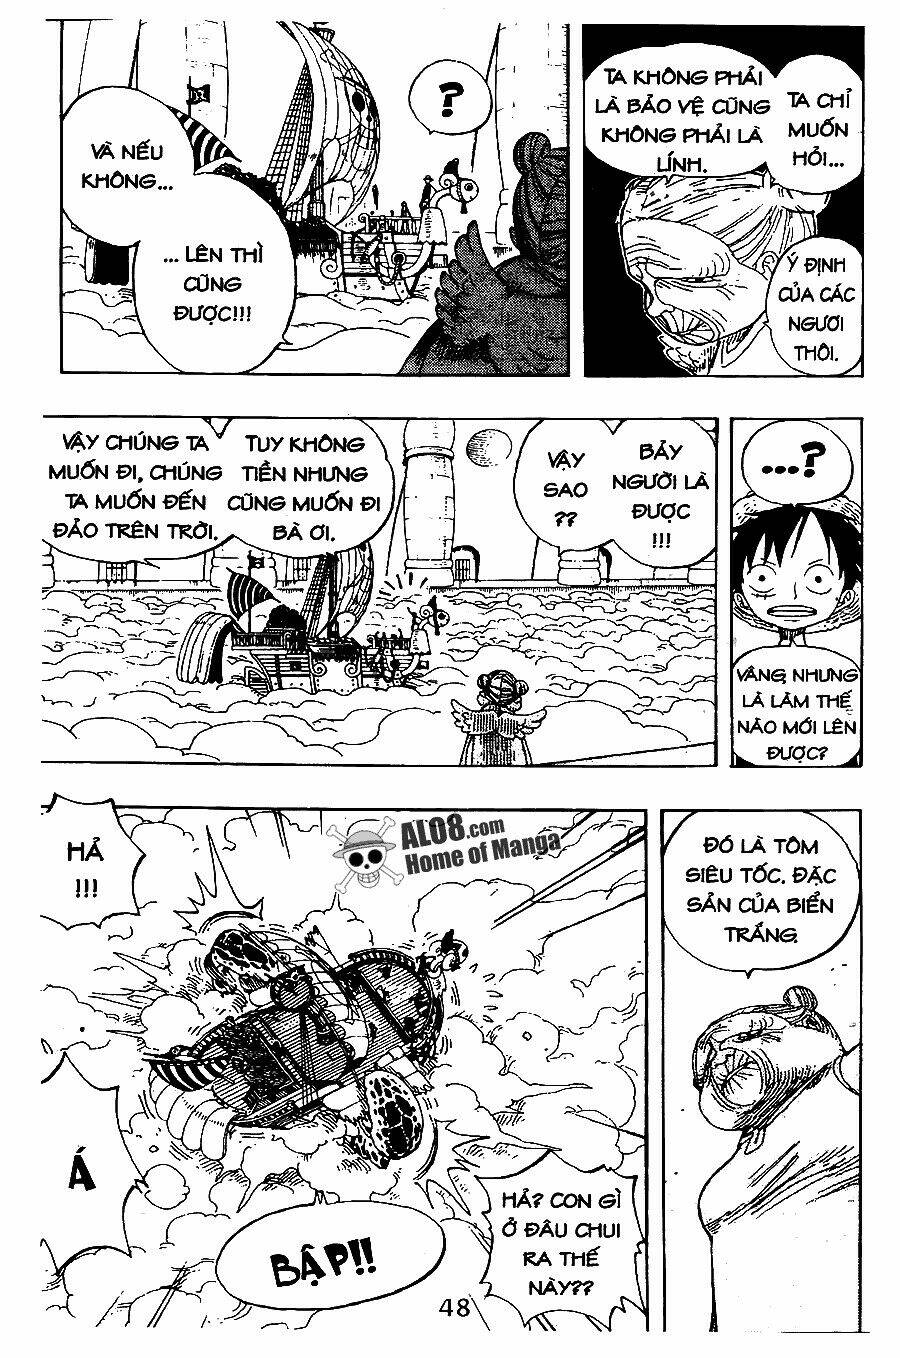 TA CHỈ
MUỐN
HỎI...
TA KHÔNG PHẢI
LÀ BẢO VỆ CŨNG
KHÔNG PHẢI LÀ
LÍNH.
Ý ĐỊNH
CỦA CÁC
NGƯƠI
THÔI.
?
VÀ NẾU
KHÔNG...
... LÊN THÌ
CŨNG
ĐƯỢC!!!
...?
VÂNG, NHƯNG
LÀ LÀM THẾ
NÀO MỚI LÊN
ĐƯỢC?
BẢY
NGƯỜI LÀ
ĐƯỢC
!!!
VẬY
SAO
??
TUY KHÔNG
TIỀN NHƯNG
CŨNG MUỐN ĐI
BÀ ƠI.
VẬY CHÚNG TA
MUỐN ĐI, CHÚNG
TA MUỐN ĐẾN
ĐẢO TRÊN TRỜI.
ĐÓ LÀ TÔM
SIÊU TỐC. ĐẶC
SẢN CỦA BIỂN
TRẮNG.
AL08.com
Home of Manga
HẢ
!!!
Á
BẬP!!
HẢ? CON GÌ
Ở ĐÂU CHUI
RA THẾ
NÀY??
48